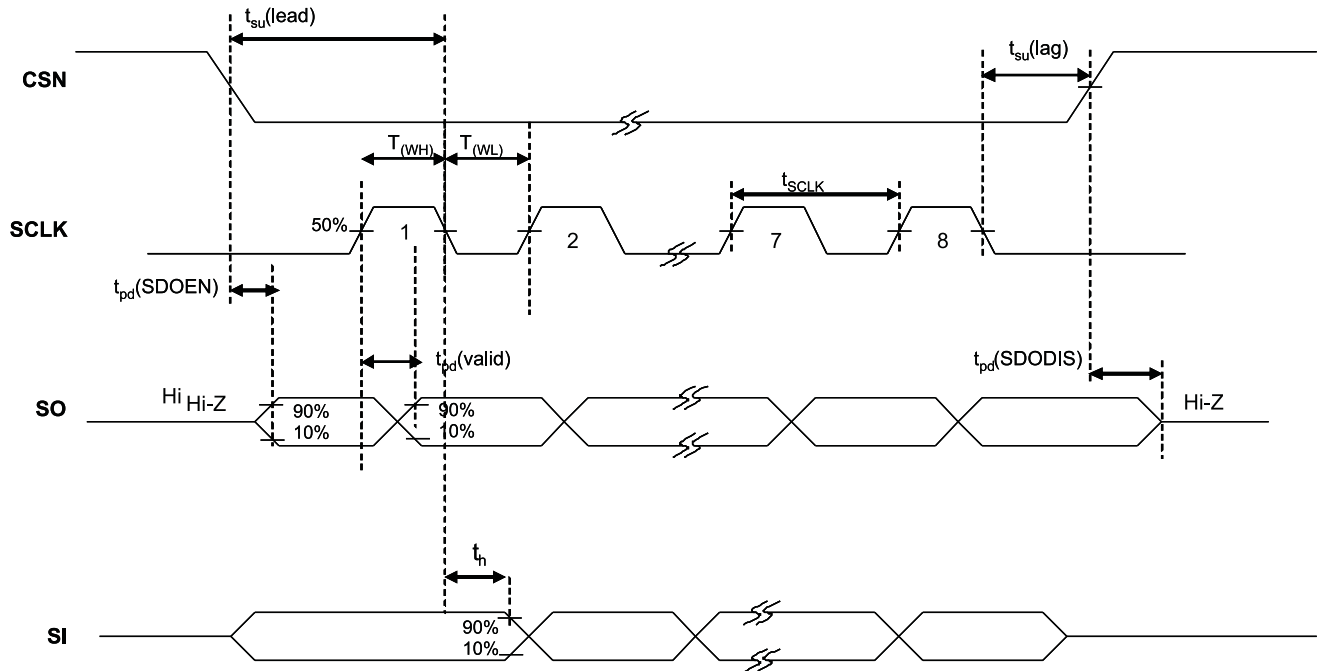 tsu(lead)
tsu(lag)
CSN
T(WH)
T(WL)
tSCLK
SCLK
50%
1
2
7
8
tpd(SDOEN)
tpd(valid)
tpd(SDODIS)
SO
Hi
Hi-Z
90%
10%
90%
10%
Hi-Z
th
SI
90%
10%